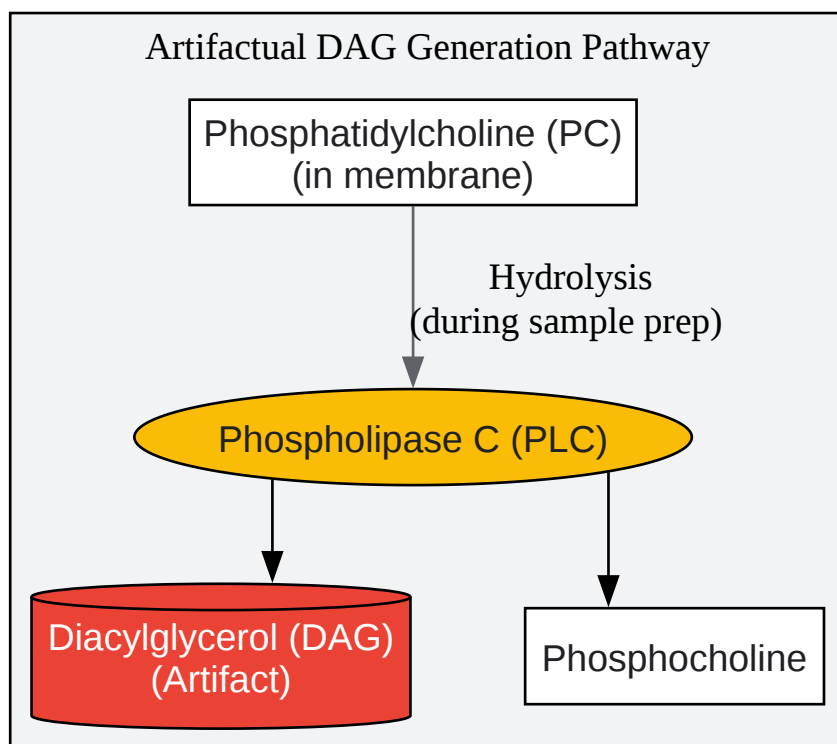 Artifactual DAG Generation Pathway
Phosphatidylcholine (PC)
(in membrane)
Hydrolysis
(during sample prep)
Phospholipase C (PLC)
Diacylglycerol (DAG)
(Artifact)
Phosphocholine